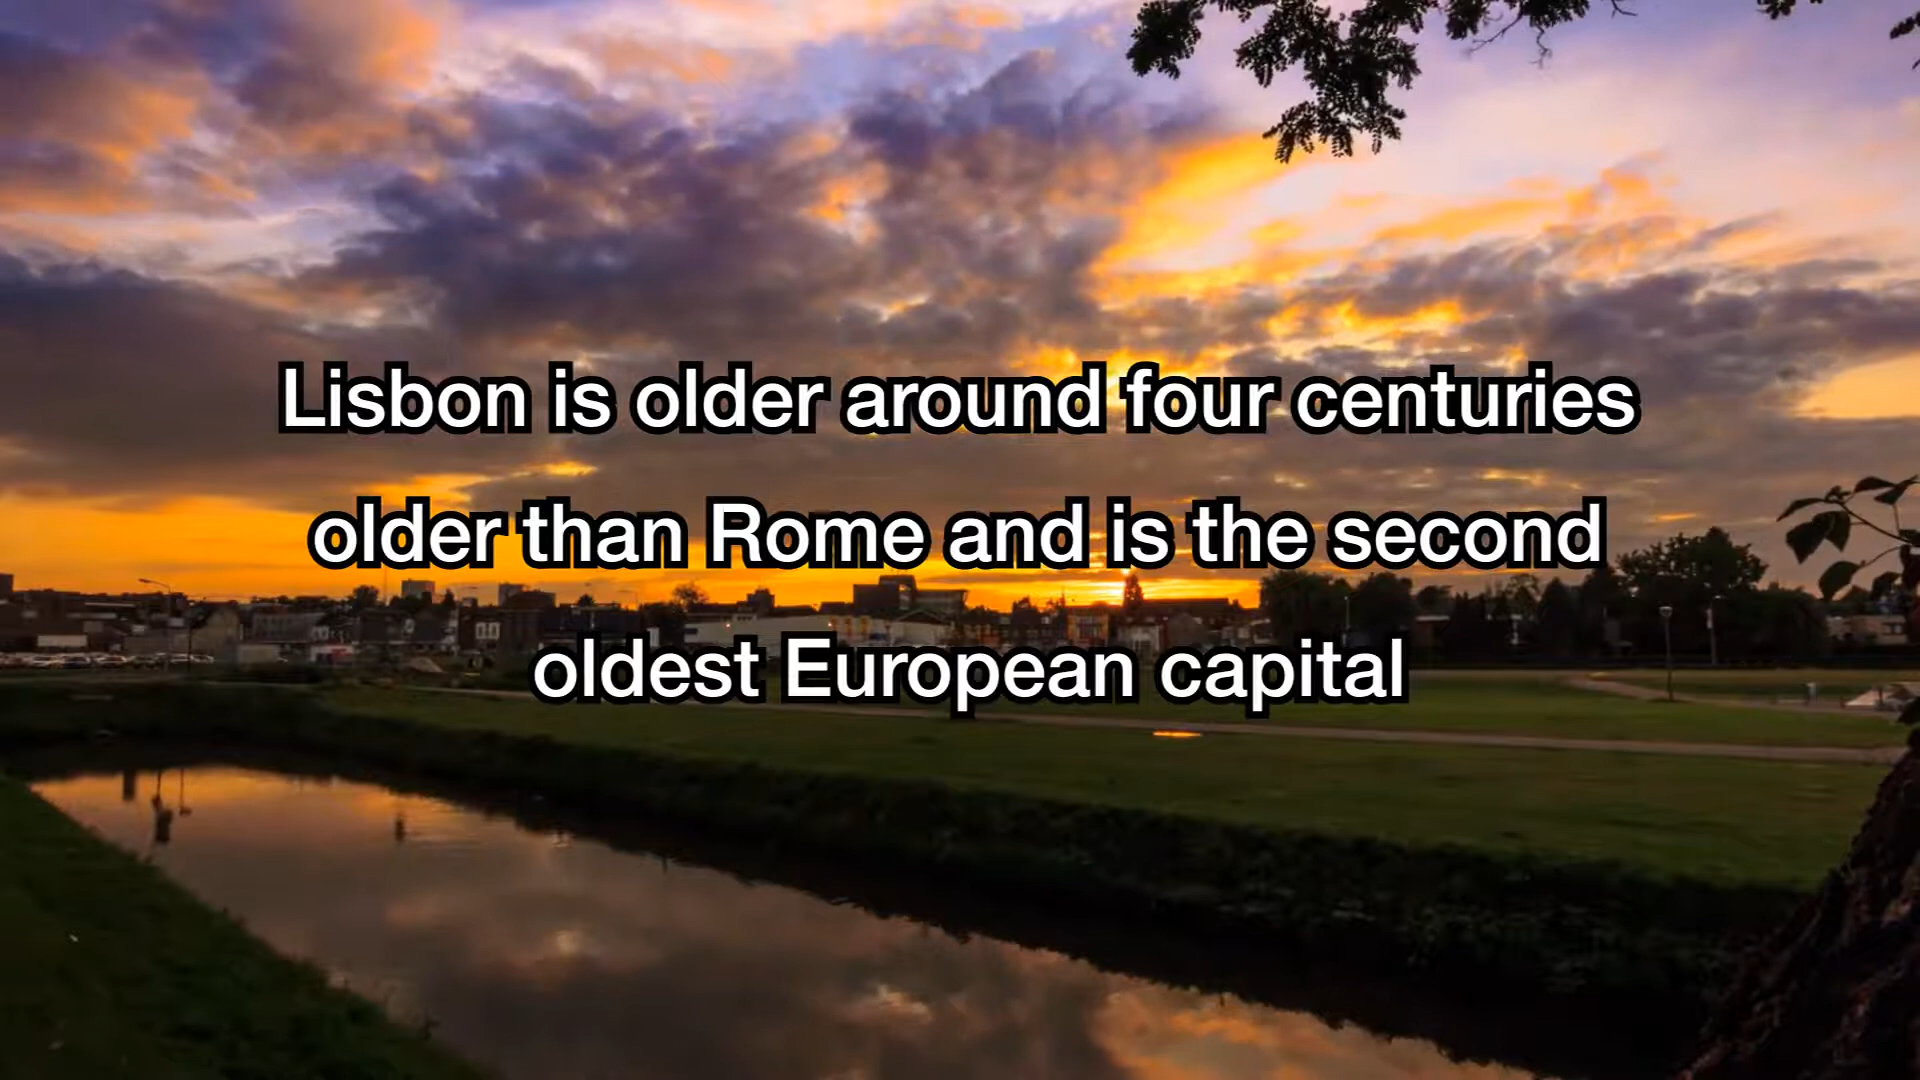 Lisbon is older around four centuries
older than Rome and is the second
oldest European capital